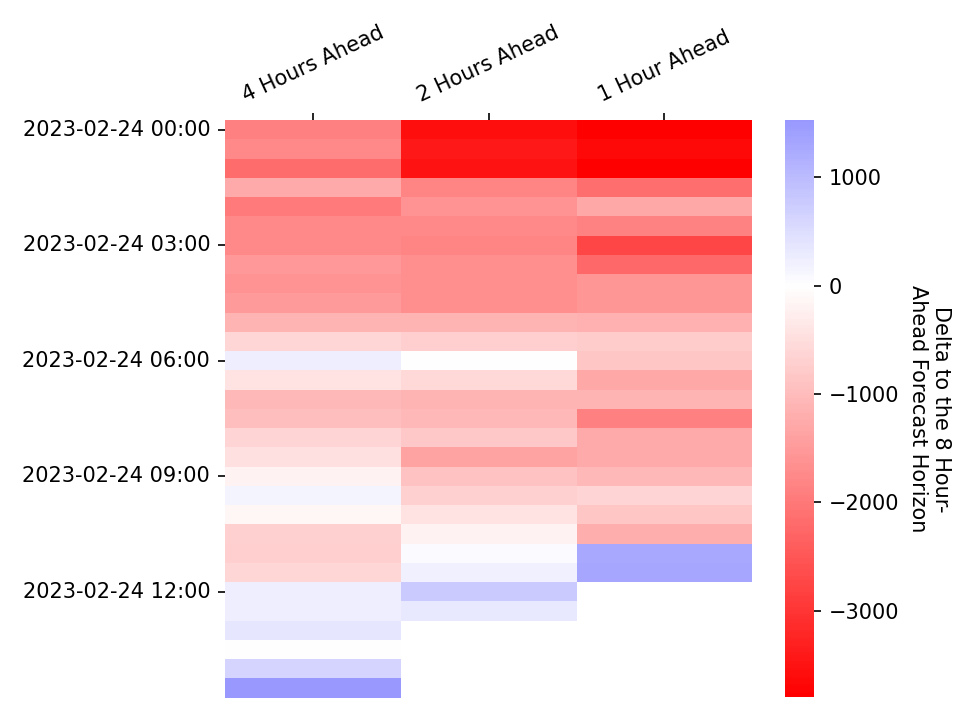 4 Hours Ahead
2 Hours Ahead
1 Hour Ahead
2023-02-24 00:00
2023-02-24 03:00
2023-02-24 06:00
2023-02-24 09:00
2023-02-24 12:00
1000
0
−1000
−2000
−3000
Delta to the 8 Hour-
Ahead Forecast Horizon